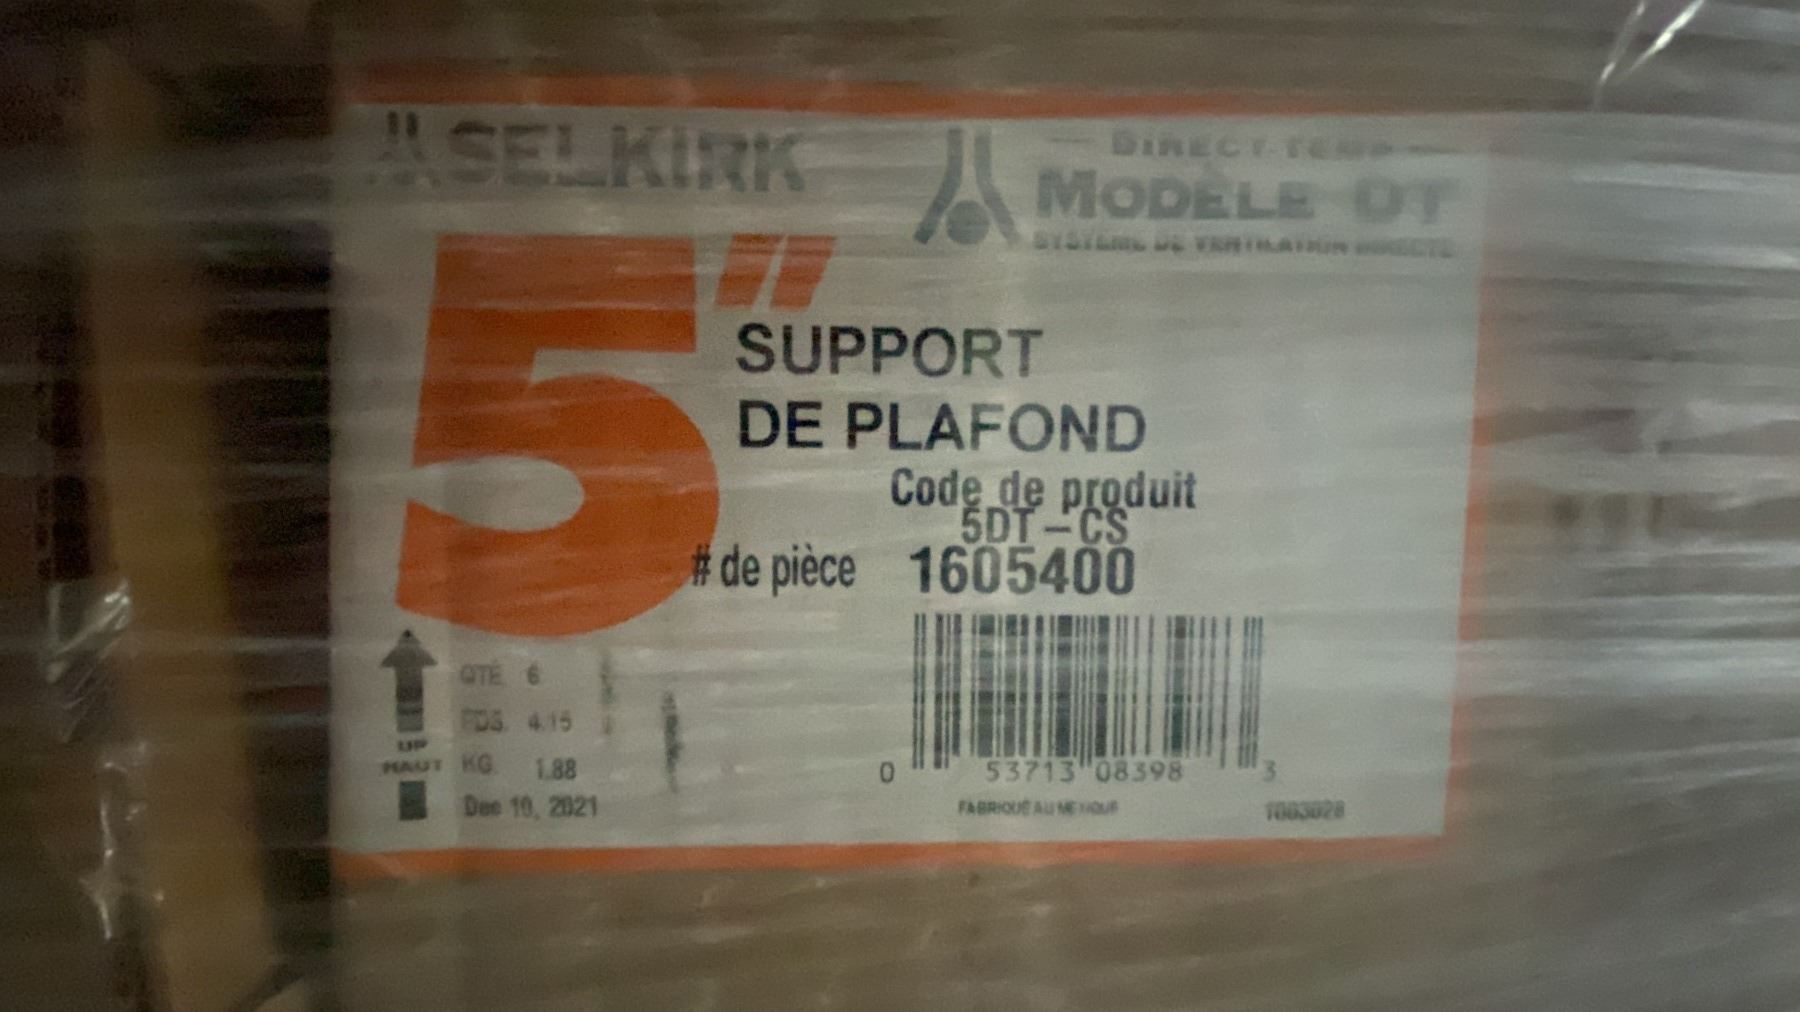 SELKIRK
DIRECT-TEMP
MODÈLE DT
SYSTÈME DE VENTILATION DIRECTE
5"
SUPPORT
DE PLAFOND
Code de produit
5DT-CS
# de pièce 1605400
QTÉ 6
PDS. 4.15
KG. 1.88
Dec 10, 2021
UP
HAUT
0 53713 08398 3
FABRIQUÉ AU MEXIQUE
1003028